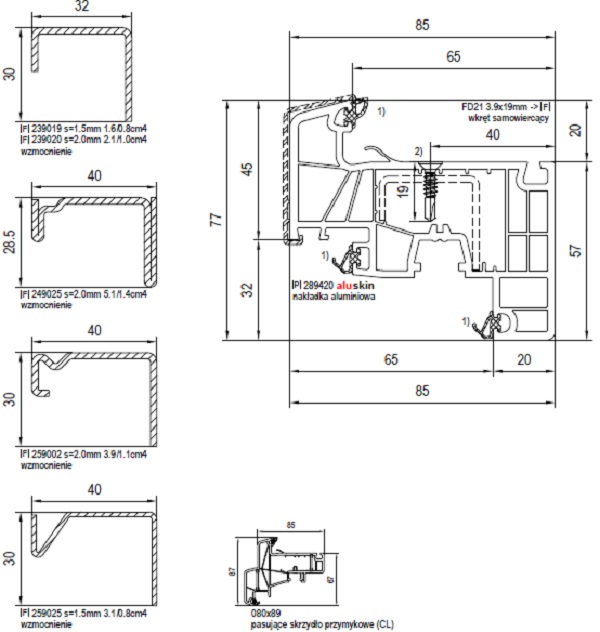 32
30
|F| 239019 s=1.5mm 1.6/0.8cm4
|F| 239020 s=2.0mm 2.1/1.0cm4
wzmocnienie
40
28.5
|F| 249025 s=2.0mm 5.1/1.4cm4
wzmocnienie
40
30
|F| 259002 s=2.0mm 3.9/1.1cm4
wzmocnienie
40
30
|F| 259025 s=1.5mm 3.1/0.8cm4
wzmocnienie
85
65
1)
FD21 3.9x19mm -> |F|
wkręt samowiercący
40
20
2)
19
45
77
57
1)
|P| 289420 aluskin
nakładka aluminiowa
32
1)
65
20
85
85
87
67
080x89
pasujące skrzydło przymykowe (CL)